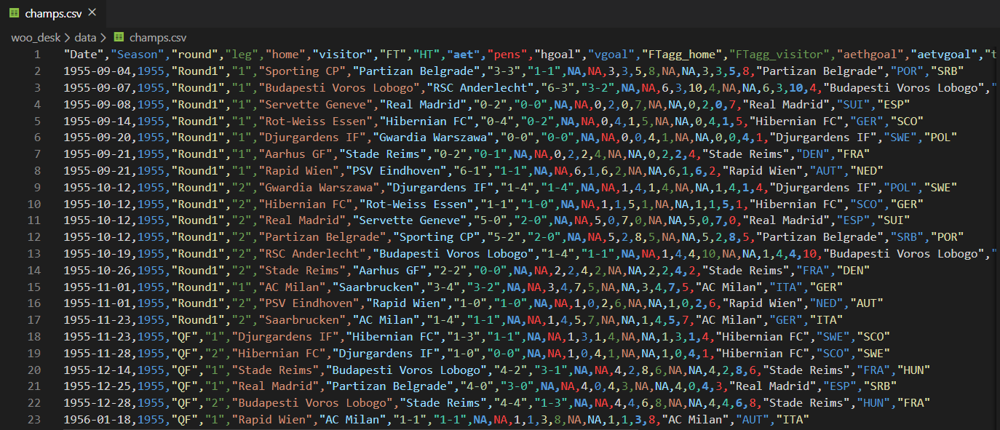 champs.csv
woo_desk > data > champs.csv
1 "Date","Season","round","leg","home","visitor","FT","HT","aet","pens","hgoal","vgoal","FTagg_home","FTagg_visitor","aethgoal","aetvgoal","t
2 1955-09-04,1955,"Round1","1","Sporting CP","Partizan Belgrade","3-3","1-1",NA,NA,3,3,5,8,NA,NA,3,3,5,8,"Partizan Belgrade","POR","SRB"
3 1955-09-07,1955,"Round1","1","Budapesti Voros Lobogo","RSC Anderlecht","6-3","3-2",NA,NA,6,3,10,4,NA,NA,6,3,10,4,"Budapesti Voros Lobogo","
4 1955-09-08,1955,"Round1","1","Servette Geneve","Real Madrid","0-2","0-0",NA,NA,0,2,0,7,NA,NA,0,2,0,7,"Real Madrid","SUI","ESP"
5 1955-09-14,1955,"Round1","1","Rot-Weiss Essen","Hibernian FC","0-4","0-2",NA,NA,0,4,1,5,NA,NA,0,4,1,5,"Hibernian FC","GER","SCO"
6 1955-09-20,1955,"Round1","1","Djurgardens IF","Gwardia Warszawa","0-0","0-0",NA,NA,0,0,4,1,NA,NA,0,0,4,1,"Djurgardens IF","SWE","POL"
7 1955-09-21,1955,"Round1","1","Aarhus GF","Stade Reims","0-2","0-1",NA,NA,0,2,2,4,NA,NA,0,2,2,4,"Stade Reims","DEN","FRA"
8 1955-09-21,1955,"Round1","1","Rapid Wien","PSV Eindhoven","6-1","1-1",NA,NA,6,1,6,2,NA,NA,6,1,6,2,"Rapid Wien","AUT","NED"
9 1955-10-12,1955,"Round1","2","Gwardia Warszawa","Djurgardens IF","1-4","1-4",NA,NA,1,4,1,4,NA,NA,1,4,1,4,"Djurgardens IF","POL","SWE"
10 1955-10-12,1955,"Round1","2","Hibernian FC","Rot-Weiss Essen","1-1","1-0",NA,NA,1,1,5,1,NA,NA,1,1,5,1,"Hibernian FC","SCO","GER"
11 1955-10-12,1955,"Round1","2","Real Madrid","Servette Geneve","5-0","2-0",NA,NA,5,0,7,0,NA,NA,5,0,7,0,"Real Madrid","ESP","SUI"
12 1955-10-12,1955,"Round1","2","Partizan Belgrade","Sporting CP","5-2","2-0",NA,NA,5,2,8,5,NA,NA,5,2,8,5,"Partizan Belgrade","SRB","POR"
13 1955-10-19,1955,"Round1","2","RSC Anderlecht","Budapesti Voros Lobogo","1-4","1-1",NA,NA,1,4,4,10,NA,NA,1,4,4,10,"Budapesti Voros Lobogo","
14 1955-10-26,1955,"Round1","2","Stade Reims","Aarhus GF","2-2","0-0",NA,NA,2,2,4,2,NA,NA,2,2,4,2,"Stade Reims","FRA","DEN"
15 1955-11-01,1955,"Round1","1","AC Milan","Saarbrucken","3-4","3-2",NA,NA,3,4,7,5,NA,NA,3,4,7,5,"AC Milan","ITA","GER"
16 1955-11-01,1955,"Round1","2","PSV Eindhoven","Rapid Wien","1-0","1-0",NA,NA,1,0,2,6,NA,NA,1,0,2,6,"Rapid Wien","NED","AUT"
17 1955-11-23,1955,"Round1","2","Saarbrucken","AC Milan","1-4","1-1",NA,NA,1,4,5,7,NA,NA,1,4,5,7,"AC Milan","GER","ITA"
18 1955-11-23,1955,"QF","1","Djurgardens IF","Hibernian FC","1-3","1-1",NA,NA,1,3,1,4,NA,NA,1,3,1,4,"Hibernian FC","SWE","SCO"
19 1955-11-28,1955,"QF","2","Hibernian FC","Djurgardens IF","1-0","0-0",NA,NA,1,0,4,1,NA,NA,1,0,4,1,"Hibernian FC","SCO","SWE"
20 1955-12-14,1955,"QF","1","Stade Reims","Budapesti Voros Lobogo","4-2","3-1",NA,NA,4,2,8,6,NA,NA,4,2,8,6,"Stade Reims","FRA","HUN"
21 1955-12-25,1955,"QF","1","Real Madrid","Partizan Belgrade","4-0","3-0",NA,NA,4,0,4,3,NA,NA,4,0,4,3,"Real Madrid","ESP","SRB"
22 1955-12-28,1955,"QF","2","Budapesti Voros Lobogo","Stade Reims","4-4","1-3",NA,NA,4,4,6,8,NA,NA,4,4,6,8,"Stade Reims","HUN","FRA"
23 1956-01-18,1955,"QF","1","Rapid Wien","AC Milan","1-1","1-1",NA,NA,1,1,3,8,NA,NA,1,1,3,8,"AC Milan","AUT","ITA"